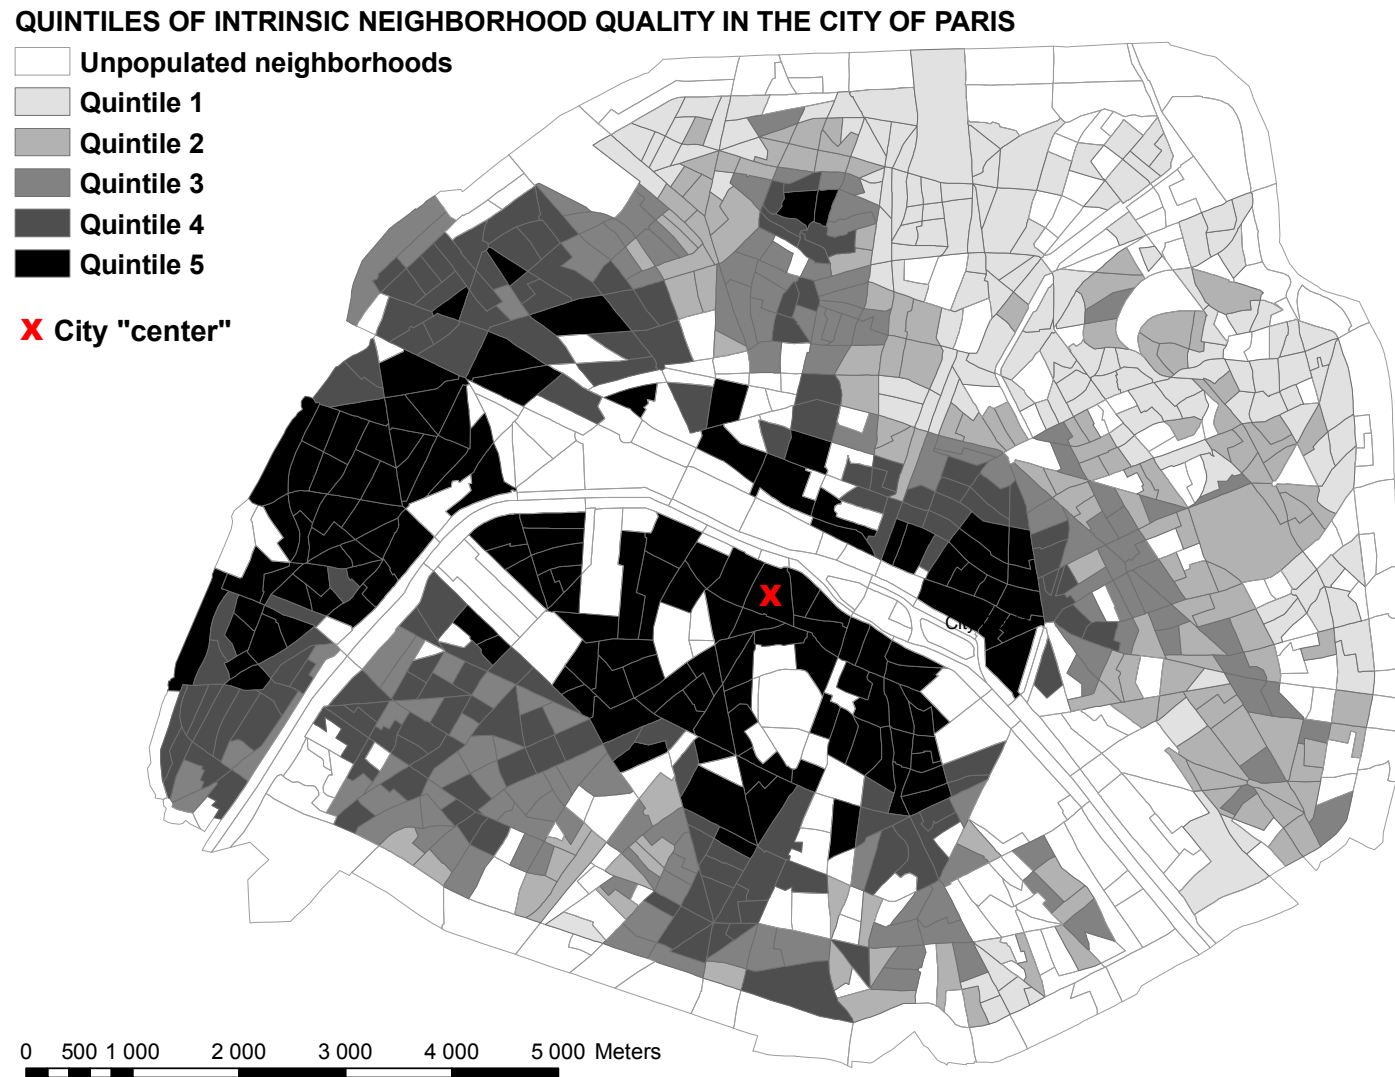 QUINTILES OF INTRINSIC NEIGHBORHOOD QUALITY IN THE CITY OF PARIS
Unpopulated neighborhoods
Quintile 1
Quintile 2
Quintile 3
Quintile 4
Quintile 5
X City "center"
X
City
0 500 1 000 2 000 3 000 4 000 5 000 Meters